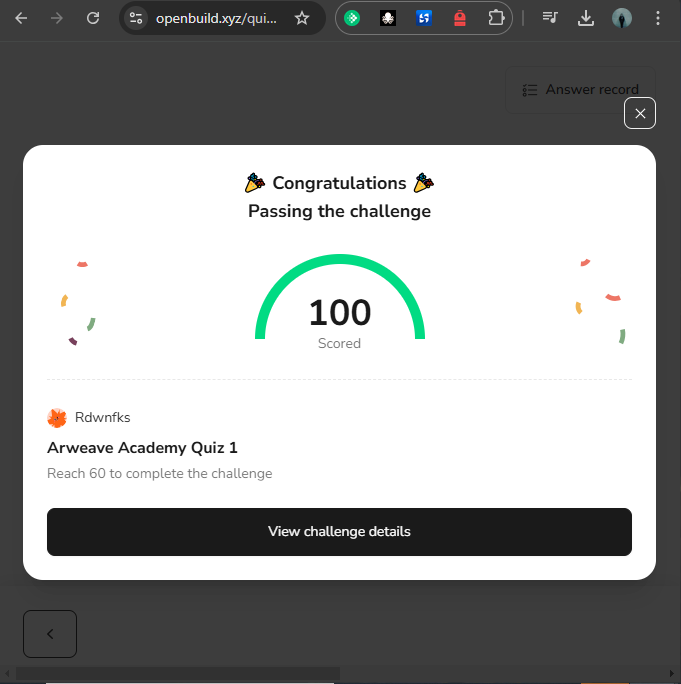 openbuild.xyz/qui...
Answer record
Congratulations
Passing the challenge
100
Scored
Rdwnfks
Arweave Academy Quiz 1
Reach 60 to complete the challenge
View challenge details